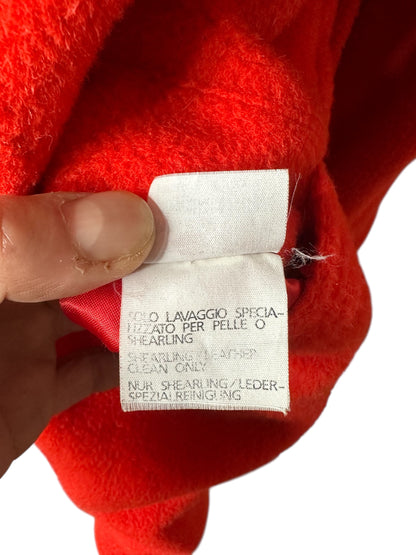 SOLO LAVAGGIO SPECIA-
LIZZATO PER PELLE O
SHEARLING
SHEARLING/LEATHER
CLEAN ONLY
NUR SHEARLING/LEDER-
SPEZIALREINIGUNG